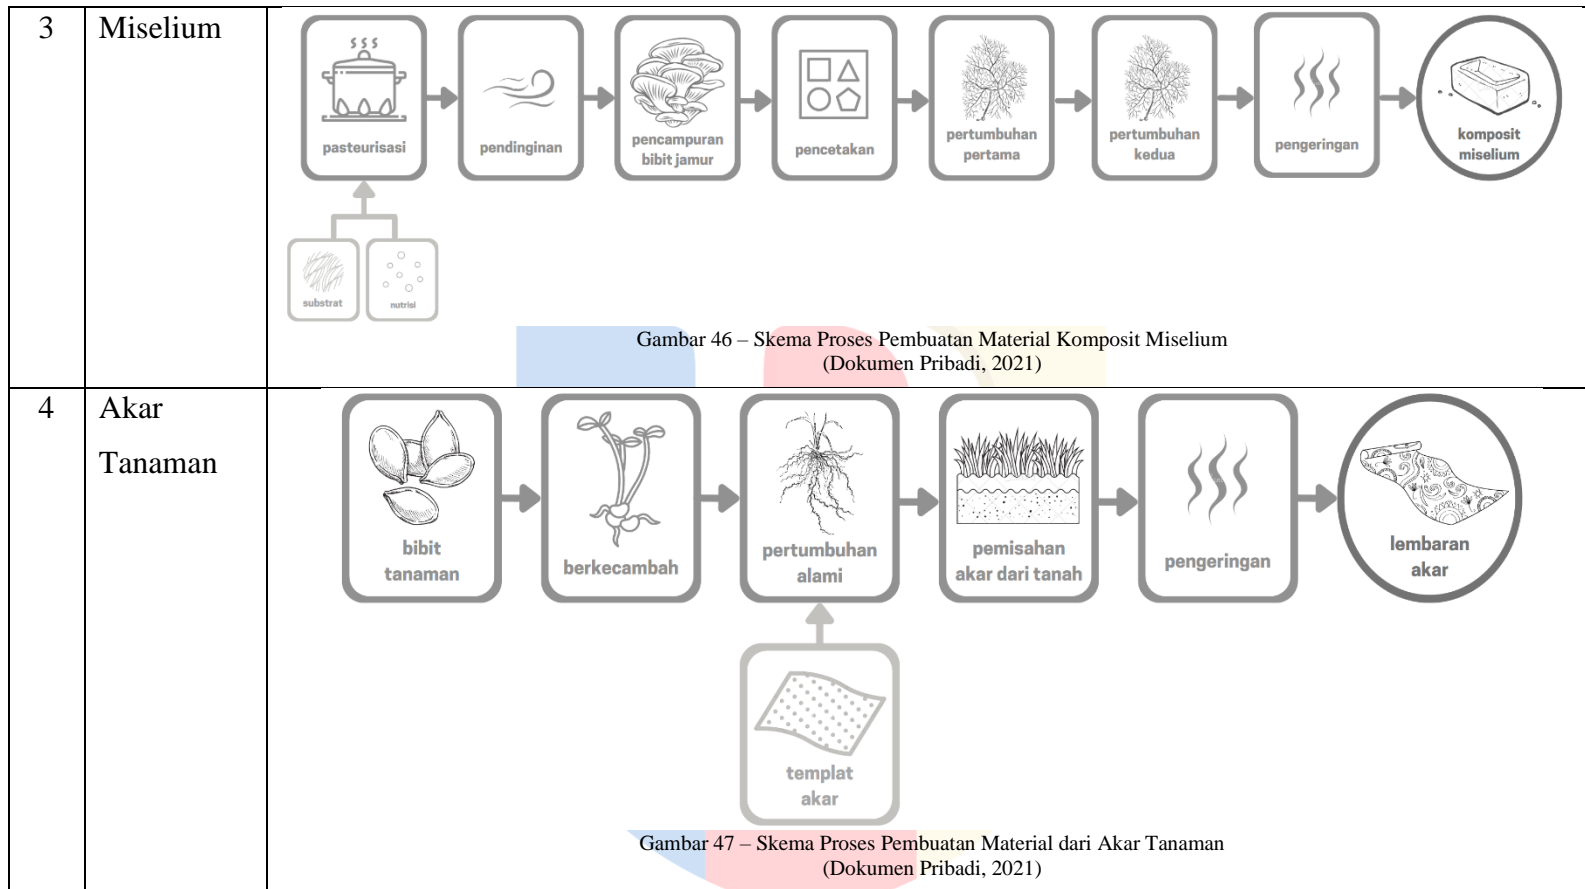 3
Miselium
pasteurisasi
pendinginan
pencampuran
bibit jamur
pencetakan
pertumbuhan
pertama
pertumbuhan
kedua
pengeringan
komposit
miselium
substrat
nutrisi
Gambar 46 – Skema Proses Pembuatan Material Komposit Miselium
(Dokumen Pribadi, 2021)
4
Akar
Tanaman
bibit
tanaman
berkecambah
pertumbuhan
alami
pemisahan
akar dari tanah
pengeringan
lembaran
akar
templat
akar
Gambar 47 – Skema Proses Pembuatan Material dari Akar Tanaman
(Dokumen Pribadi, 2021)